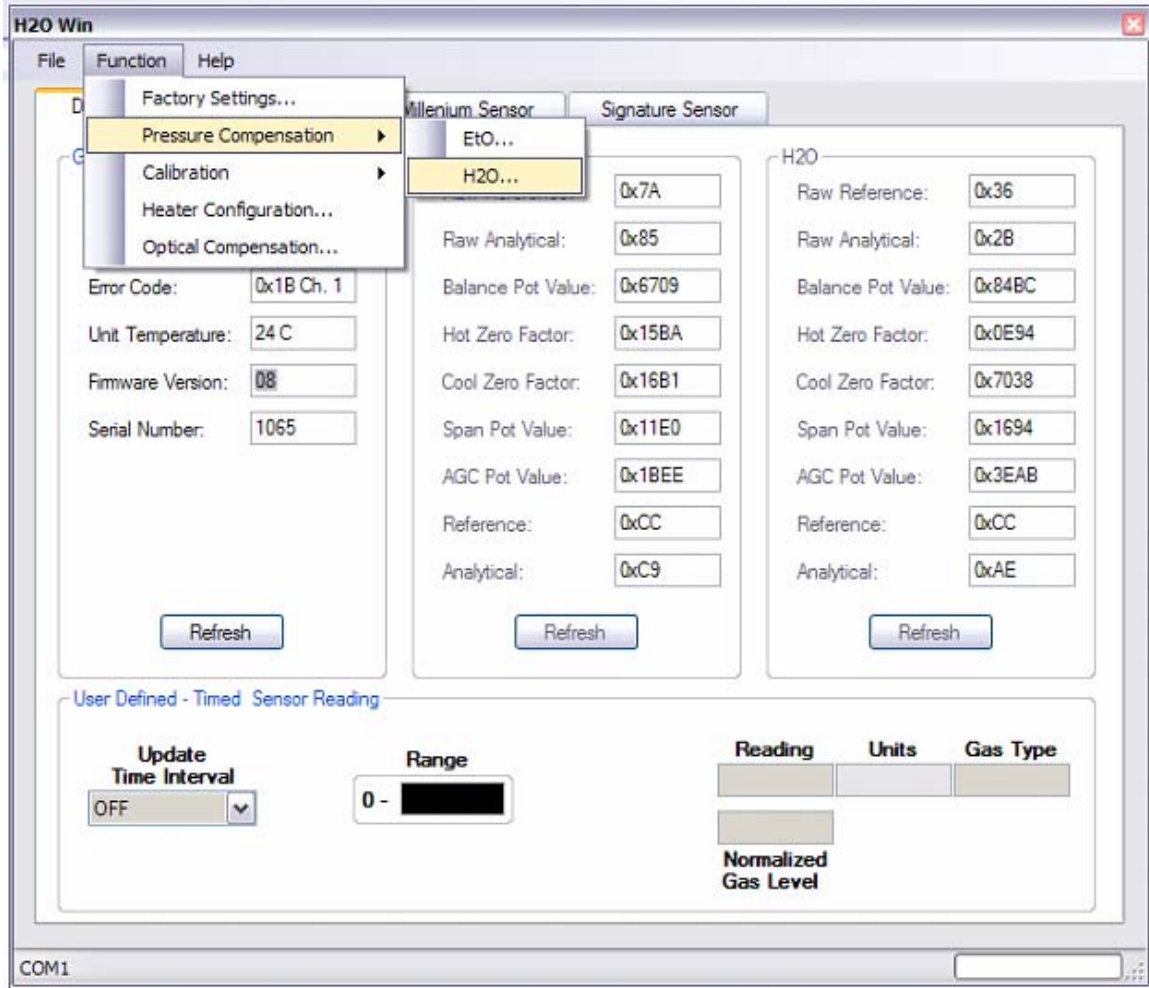 H2O Win
File Function Help
Factory Settings...
Pressure Compensation
Calibration
Heater Configuration...
Optical Compensation...
EtO...
H2O...
Millenium Sensor Signature Sensor
Error Code: 0x1B Ch. 1
Unit Temperature: 24 C
Firmware Version: 08
Serial Number: 1065
Refresh
0x7A
Raw Analytical: 0x85
Balance Pot Value: 0x6709
Hot Zero Factor: 0x15BA
Cool Zero Factor: 0x16B1
Span Pot Value: 0x11E0
AGC Pot Value: 0x1BEE
Reference: 0xCC
Analytical: 0xC9
Refresh
H2O
Raw Reference: 0x36
Raw Analytical: 0x2B
Balance Pot Value: 0x84BC
Hot Zero Factor: 0x0E94
Cool Zero Factor: 0x7038
Span Pot Value: 0x1694
AGC Pot Value: 0x3EAB
Reference: 0xCC
Analytical: 0xAE
Refresh
User Defined - Timed Sensor Reading
Update
Time Interval
OFF
Range
0 -
Reading Units Gas Type
Normalized
Gas Level
COM1